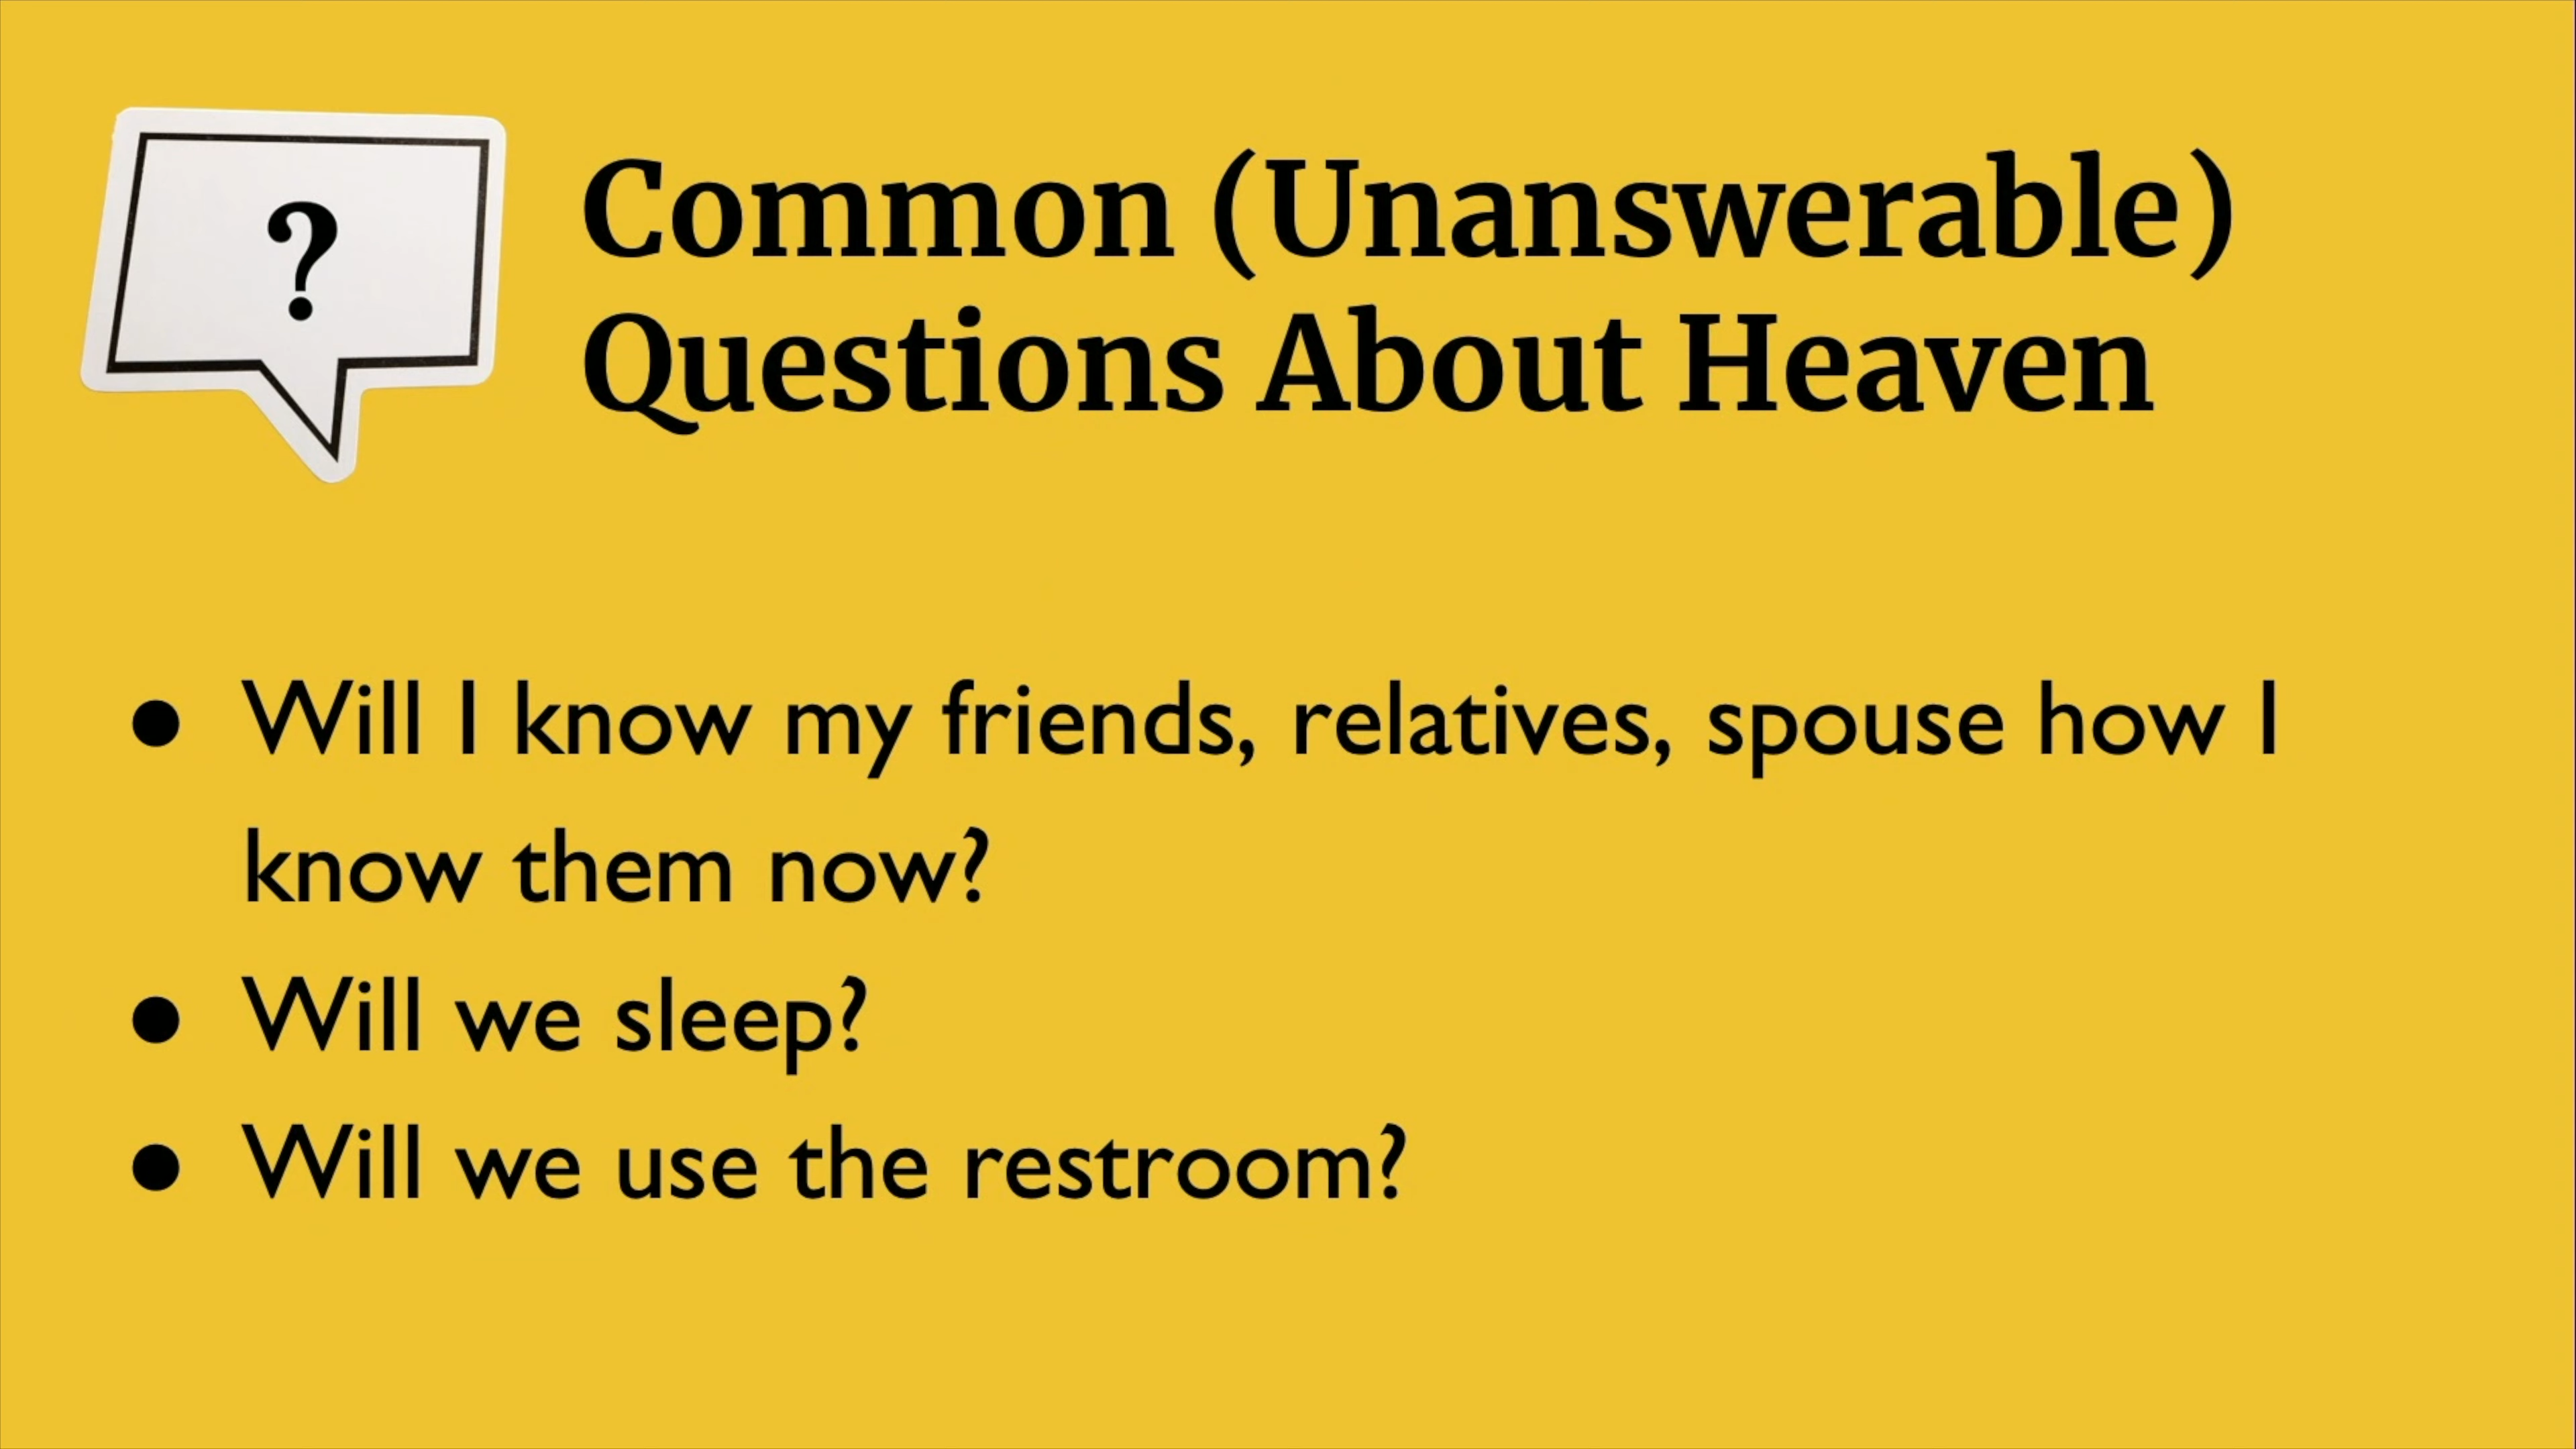 ?
Common (Unanswerable)
Questions About Heaven
● Will I know my friends, relatives, spouse how I
know them now?
● Will we sleep?
● Will we use the restroom?